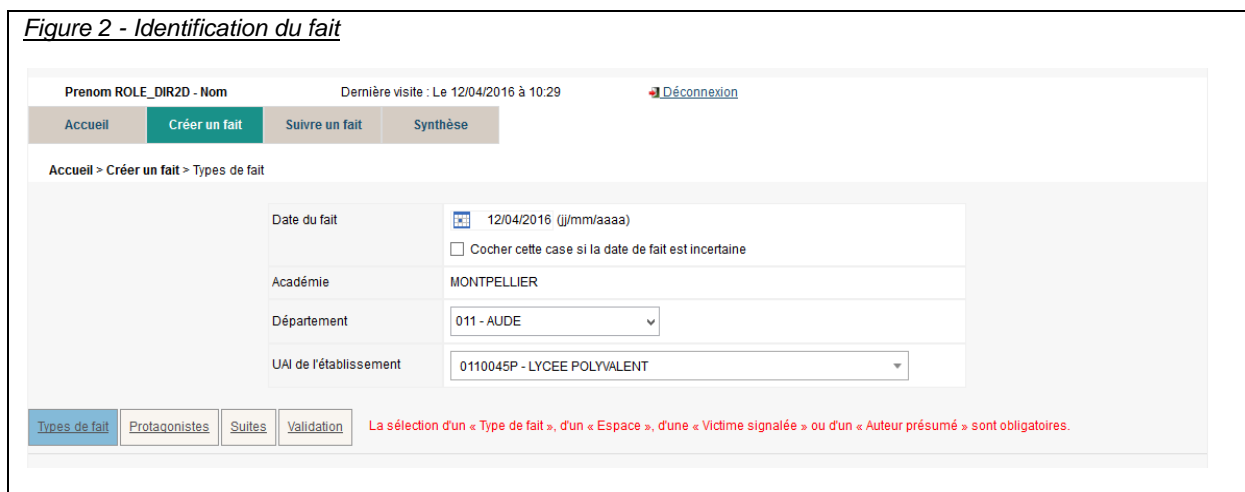 Figure 2 - Identification du fait
Prenom ROLE_DIR2D - Nom Dernière visite : Le 12/04/2016 à 10:29 Déconnexion
Accueil Créer un fait Suivre un fait Synthèse
Accueil > Créer un fait > Types de fait
Date du fait 12/04/2016 (jj/mm/aaaa)
Cocher cette case si la date de fait est incertaine
Académie MONTPELLIER
Département 011 - AUDE
UAI de l'établissement 0110045P - LYCEE POLYVALENT
Types de fait Protagonistes Suites Validation La sélection d'un « Type de fait », d'un « Espace », d'une « Victime signalée » ou d'un « Auteur présumé » sont obligatoires.